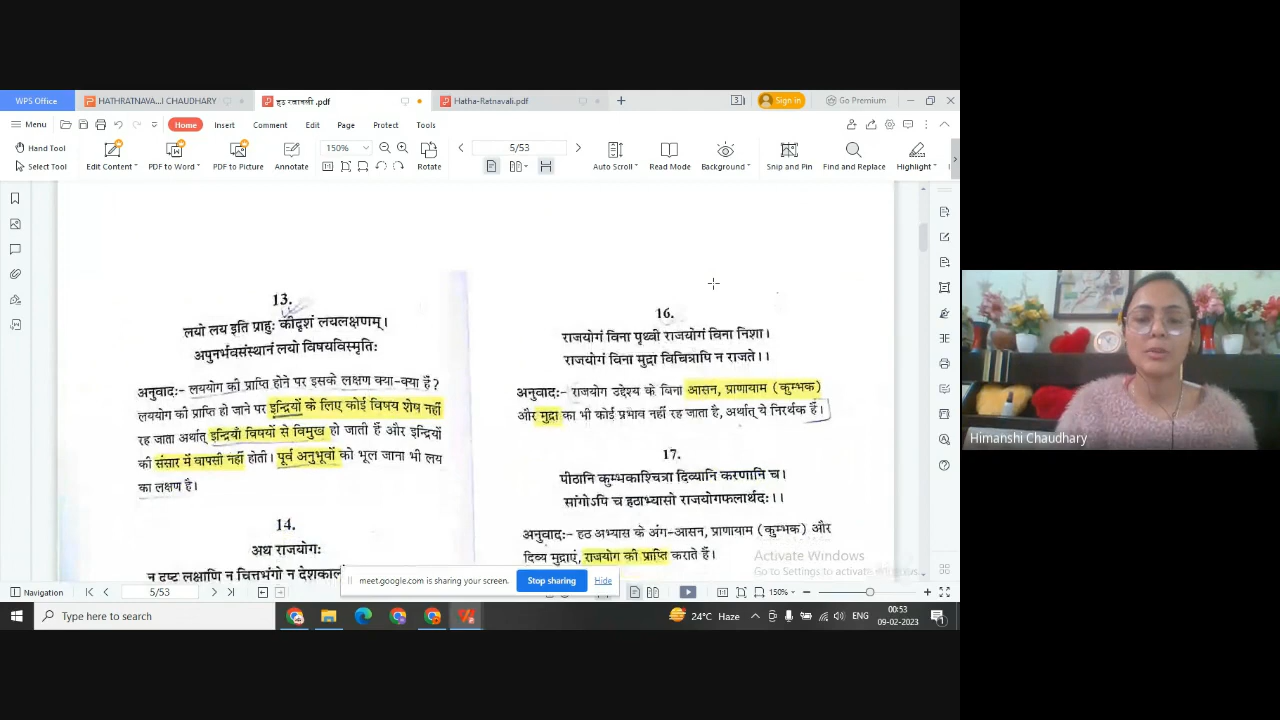 WPS Office
HATHRATNAVA....I CHAUDHARY
हठ रत्नावली .pdf
Hatha-Ratnavali.pdf
Sign in
Go Premium
Menu
Home
Insert
Comment
Edit
Page
Protect
Tools
Hand Tool
Select Tool
Edit Content
PDF to Word
PDF to Picture
Annotate
150%
Rotate
5/53
Auto Scroll
Read Mode
Background
Snip and Pin
Find and Replace
Highlight
13.
लयो लय इति प्राहुः कीदृशं लयलक्षणम्।
अपुनर्भवसंस्थानं लयो विषयविस्मृतिः
अनुवादः- लययोग की प्राप्ति होने पर इसके लक्षण क्या-क्या हैं?
लययोग की प्राप्ति हो जाने पर इन्द्रियों के लिए कोई विषय शेष नहीं
रह जाता अर्थात् इन्द्रियाँ विषयों से विमुख हो जाती हैं और इन्द्रियों
की संसार में वापसी नहीं होती। पूर्व अनुभूवों को भूल जाना भी लय
का लक्षण है।
14.
अथ राजयोगः
16.
राजयोगं विना पृथ्वी राजयोगं विना निशा।
राजयोगं विना मुद्रा विचित्रापि न राजते।।
अनुवादः- राजयोग उद्देश्य के बिना आसन, प्राणायाम (कुम्भक)
और मुद्रा का भी कोई प्रभाव नहीं रह जाता है, अर्थात् ये निरर्थक हैं।
17.
पीठानि कुम्भकाश्चित्रा दिव्यानि करणानि च।
सांगोऽपि च हठाभ्यासो राजयोगफलार्थदः।।
अनुवादः- हठ अभ्यास के अंग-आसन, प्राणायाम (कुम्भक) और
दिव्य मुद्राएं, राजयोग की प्राप्ति कराते हैं।
Activate Windows
Go to Settings to activate
meet.google.com is sharing your screen.
Stop sharing
Hide
Navigation
5/53
150%
Type here to search
24°C Haze
ENG
00:53
09-02-2023
Himanshi Chaudhary